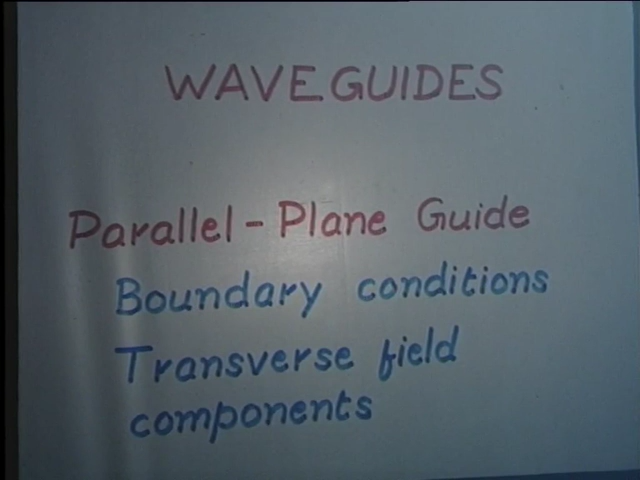 WAVEGUIDES
Parallel - Plane Guide
Boundary conditions
Transverse field
components